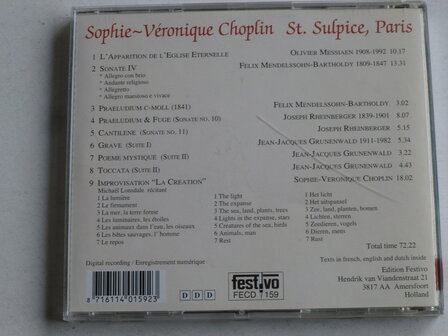 Sophie~Véronique Choplin St. Sulpice, Paris
1 L'Apparition de l'Eglise Eternelle Olivier Messiaen 1908-1992 10.17
2 Sonate IV Felix Mendelssohn-Bartholdy 1809-1847 13.31
* Allegro con brio
* Andante religioso
* Allegretto
* Allegro maestoso e vivace
3 Praeludium c-moll (1841) Felix Mendelssohn-Bartholdy 3.02
4 Praeludium & Fuge (Sonate no. 10) Joseph Rheinberger 1839-1901 8.07
5 Cantilene (Sonate no. 11) Joseph Rheinberger 5.15
6 Grave (Suite I) Jean-Jacques Grunenwald 1911-1982 5.34
7 Poeme Mystique (Suite II) Jean-Jacques Grunenwald 3.22
8 Toccata (Suite II) Jean-Jacques Grunenwald 4.43
9 Improvisation "La Creation" Sophie-Veronique Choplin 18.02
Michaël Lonsdale récitant
1 La lumière 1 The light 1 Het licht
2 Le firmament 2 The expanse 2 Het uitspansel
3 La mer, la terre ferme 3 The sea, land, plants, trees 3 Zee, land, planten, bomen
4 Les luminaires, les étoiles 4 Lights, stars 4 Lichten, sterren
5 Les animaux dans l'eau, les oiseaux 5 Creatures of the sea, birds 5 Zeedieren, vogels
6 Les bêtes sauvages, l'homme 6 Animals, man 6 Dieren, mens
7 Le repos 7 Rust 7 Rust
Total time 72.22
Digital recording / Enregistrement numérique
Texts in french, english and dutch inside
8 716114 015923
DDD
festivo
FECD 159
Edition Festivo
Hendrik van Viandenstraat 21
3817 AA Amersfoort
Holland